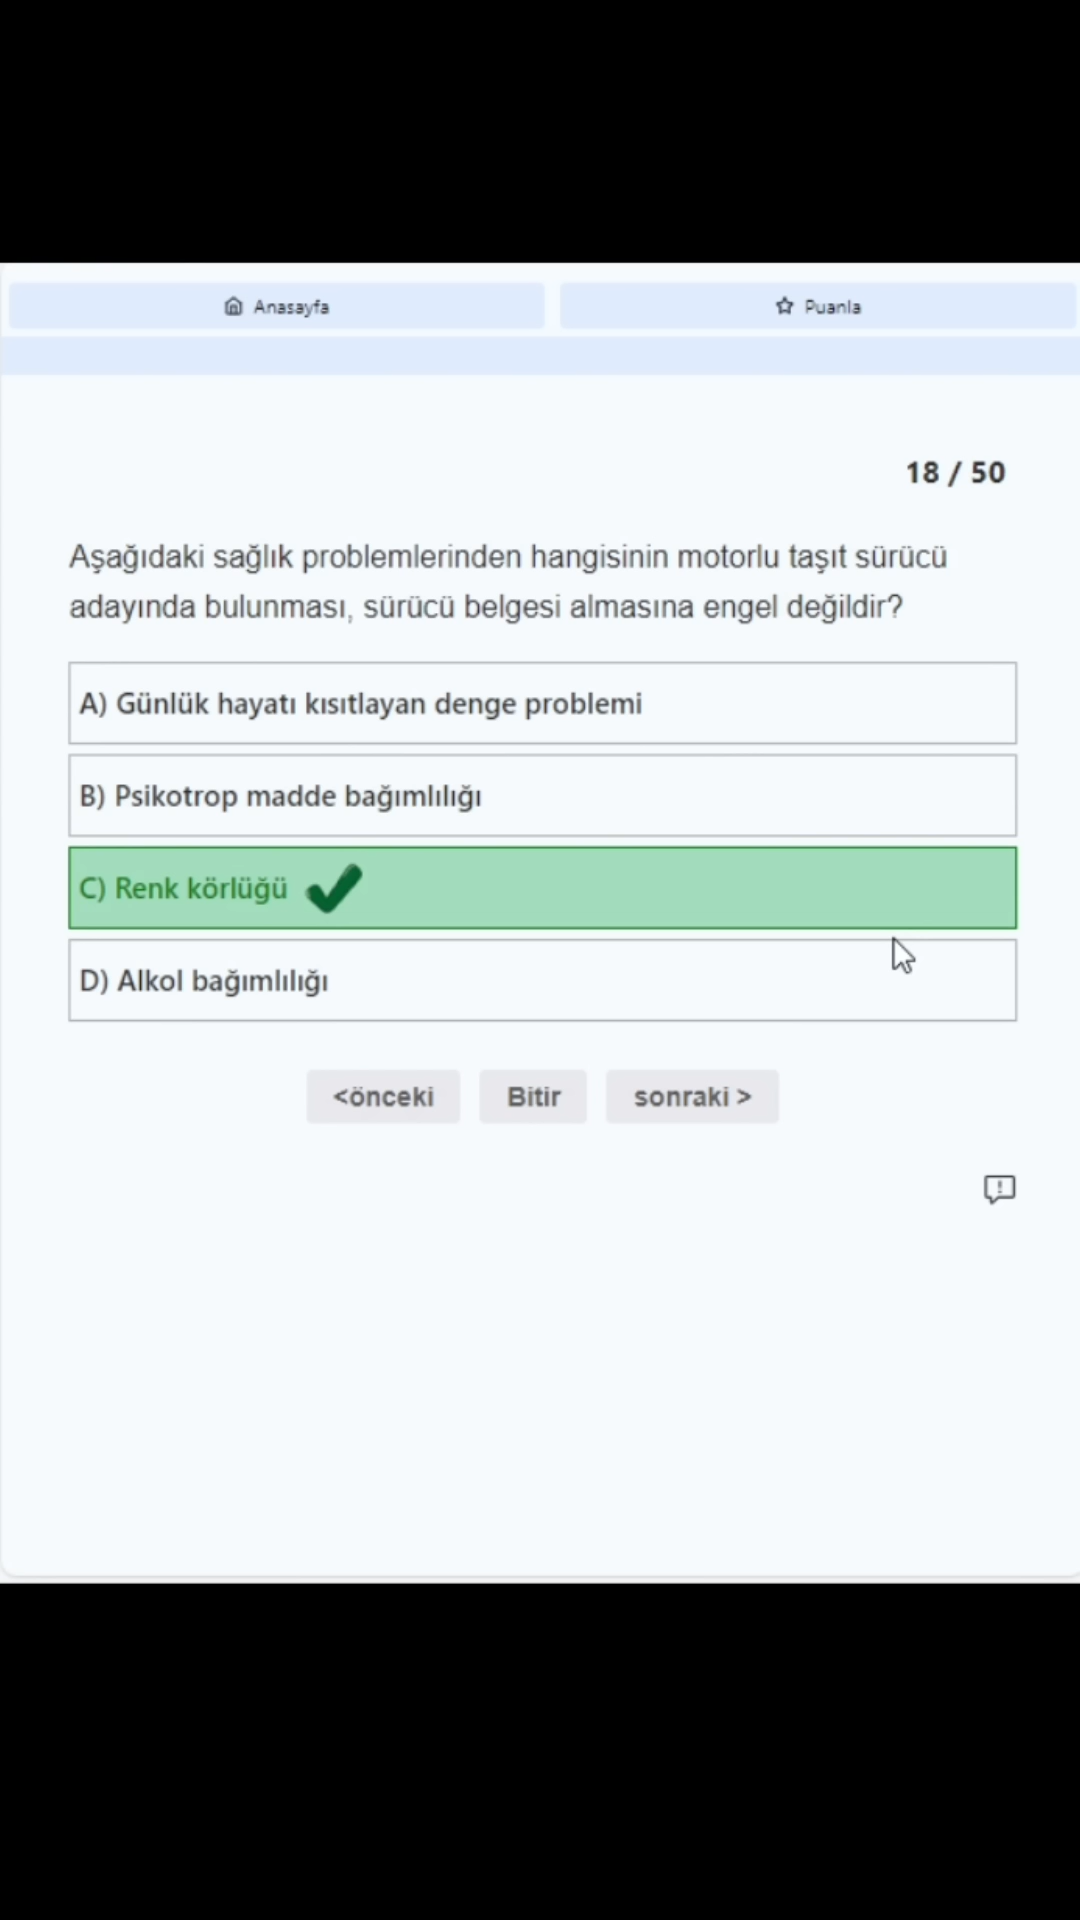 Anasayfa
Puanla
18 / 50
Aşağıdaki sağlık problemlerinden hangisinin motorlu taşıt sürücü
adayında bulunması, sürücü belgesi almasına engel değildir?
A) Günlük hayatı kısıtlayan denge problemi
B) Psikotrop madde bağımlılığı
C) Renk körlüğü
D) Alkol bağımlılığı
<önceki
Bitir
sonraki >